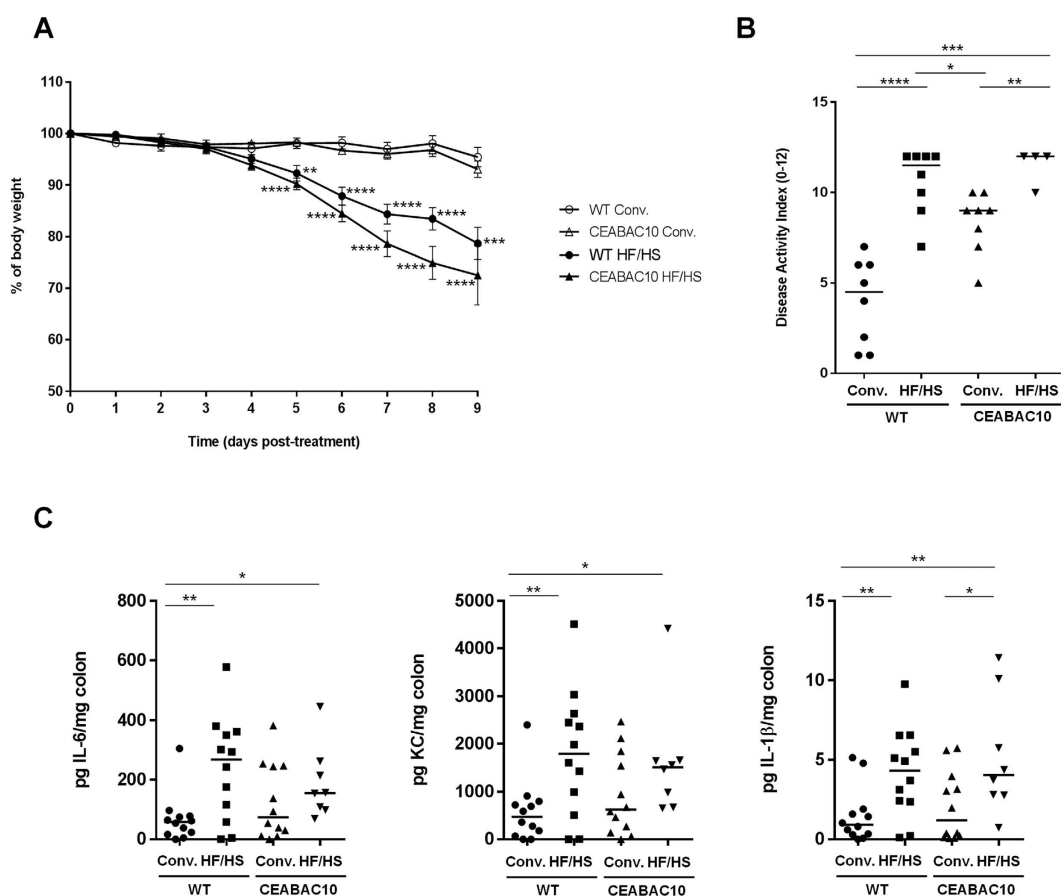 A
110
100
90
80
70
60
50
% of body weight
0 1 2 3 4 5 6 7 8 9
Time (days post-treatment)
**
****
****
****
***
****
****
****
****
****
WT Conv.
CEABAC10 Conv.
WT HF/HS
CEABAC10 HF/HS
B
***
*
****
**
15
10
5
0
Disease Activity Index (0-12)
Conv. HF/HS Conv. HF/HS
WT CEABAC10
C
*
**
800
600
400
200
0
pg IL-6/mg colon
Conv. HF/HS Conv. HF/HS
WT CEABAC10
*
**
5000
4000
3000
2000
1000
0
pg KC/mg colon
Conv. HF/HS Conv. HF/HS
WT CEABAC10
**
**
*
15
10
5
0
pg IL-1β/mg colon
Conv. HF/HS Conv. HF/HS
WT CEABAC10